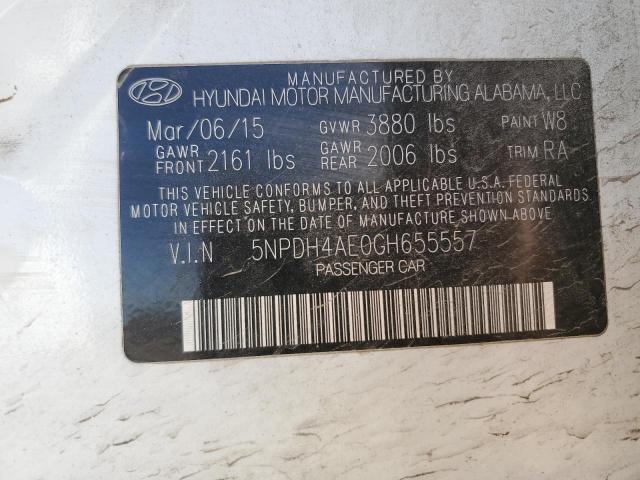 MANUFACTURED BY
HYUNDAI MOTOR MANUFACTURING ALABAMA, LLC
Mar/06/15 GVWR 3880 lbs PAINT W8
GAWR FRONT 2161 lbs GAWR REAR 2006 lbs TRIM RA
THIS VEHICLE CONFORMS TO ALL APPLICABLE U.S.A. FEDERAL
MOTOR VEHICLE SAFETY, BUMPER, AND THEFT PREVENTION STANDARDS
IN EFFECT ON THE DATE OF MANUFACTURE SHOWN ABOVE.
V.I.N 5NPDH4AE0GH655557
PASSENGER CAR